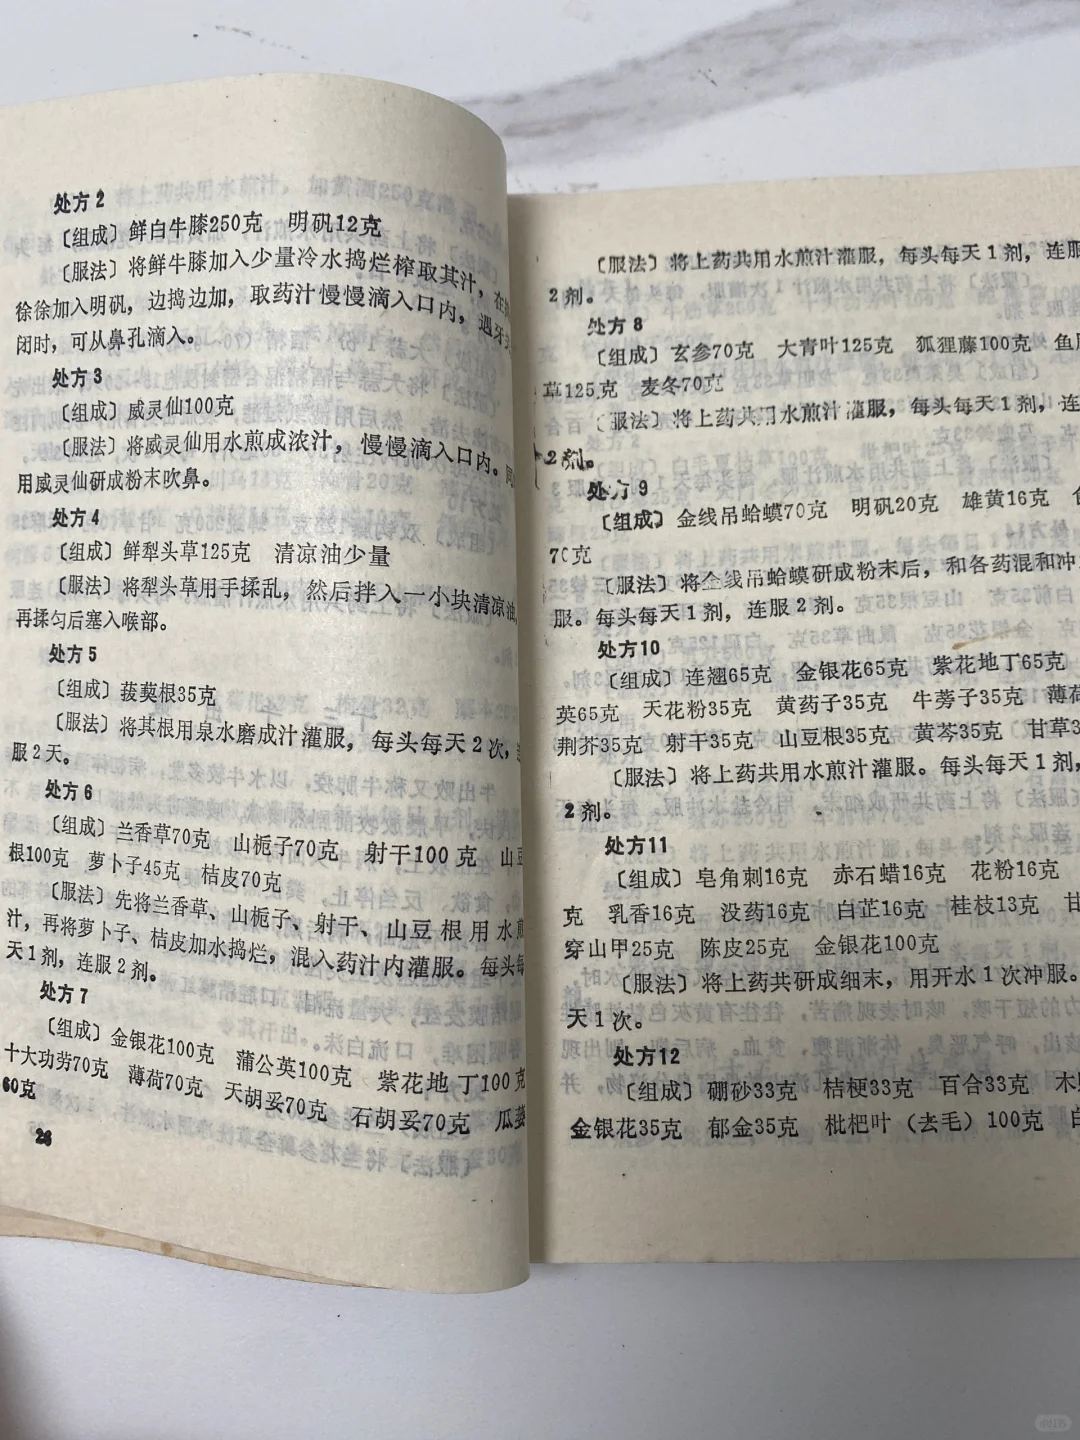 处方2
〔组成〕鲜白牛膝250克 明矾12克
〔服法〕将鲜牛膝加入少量冷水捣烂榨取其汁，在
徐徐加入明矾，边捣边加，取药汁慢慢滴入口内，遇牙
闭时，可从鼻孔滴入。
处方3
〔组成〕威灵仙100克
〔服法〕将威灵仙用水煎成浓汁，慢慢滴入口内。同
用威灵仙研成粉末吹鼻。
处方4
〔组成〕鲜犁头草125克 清凉油少量
〔服法〕将犁头草用手揉乱，然后拌入一小块清凉油，
再揉匀后塞入喉部。
处方5
〔组成〕菝葜根35克
〔服法〕将其根用泉水磨成汁灌服，每头每天2次，
服2天。
处方6
〔组成〕兰香草70克 山栀子70克 射干100克 山豆
根100克 萝卜子45克 桔皮70克
〔服法〕先将兰香草、山栀子、射干、山豆根用水煎
汁，再将萝卜子、桔皮加水捣烂，混入药汁内灌服。每头每
天1剂，连服2剂。
处方7
〔组成〕金银花100克 蒲公英100克 紫花地丁100克
十大功劳70克 薄荷70克 天胡荽70克 石胡荽70克 瓜蒌
60克
28
〔服法〕将上药共用水煎汁灌服，每头每天1剂，连服
2剂。
处方8
〔组成〕玄参70克 大青叶125克 狐狸藤100克 鱼腥
草125克 麦冬70克
〔服法〕将上药共用水煎汁灌服，每头每天1剂，连
2剂。
处方9
〔组成〕金线吊蛤蟆70克 明矾20克 雄黄16克
70克
〔服法〕将金线吊蛤蟆研成粉末后，和各药混和冲
服。每头每天1剂，连服2剂。
处方10
〔组成〕连翘65克 金银花65克 紫花地丁65克
英65克 天花粉35克 黄药子35克 牛蒡子35克 薄荷
荆芥35克 射干35克 山豆根35克 黄芩35克 甘草3
〔服法〕将上药共用水煎汁灌服。每头每天1剂，
2剂。
处方11
〔组成〕皂角刺16克 赤石蜡16克 花粉16克
克 乳香16克 没药16克 白芷16克 桂枝13克 甘
穿山甲25克 陈皮25克 金银花100克
〔服法〕将上药共研成细末，用开水1次冲服。
天1次。
处方12
〔组成〕硼砂33克 桔梗33克 百合33克 木
金银花35克 郁金35克 枇杷叶（去毛）100克 白